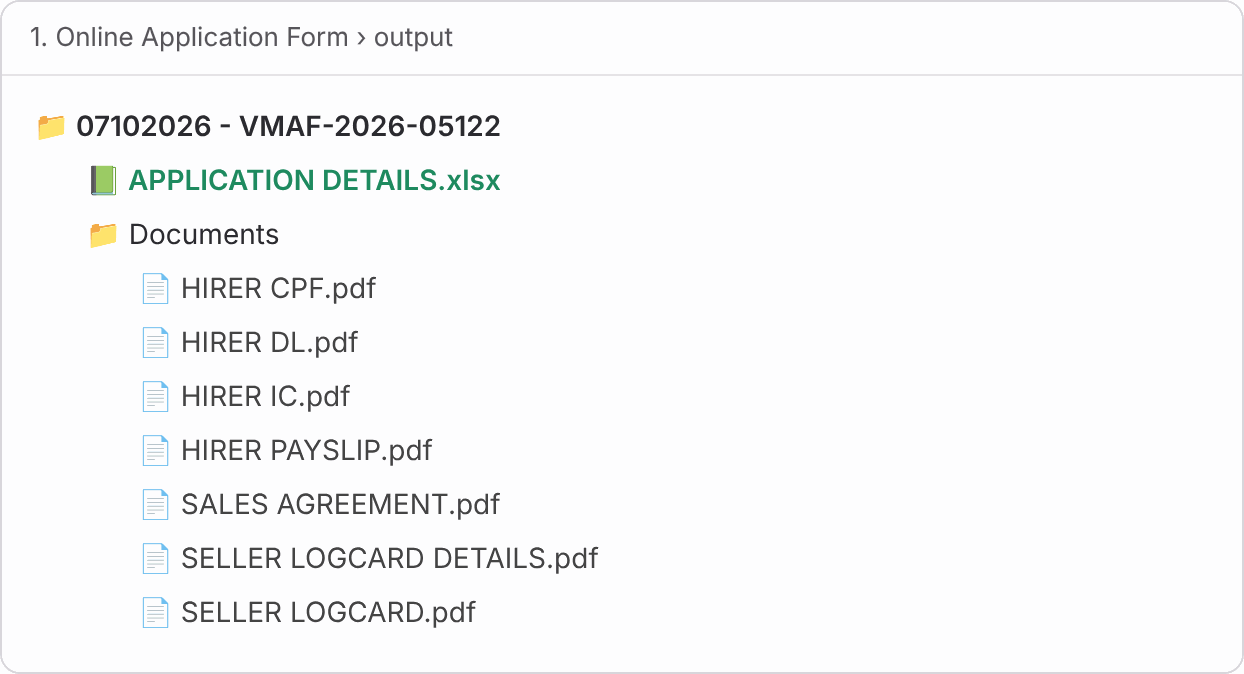 1. Online Application Form › output
07102026 - VMAF-2026-05122
APPLICATION DETAILS.xlsx
Documents
HIRER CPF.pdf
HIRER DL.pdf
HIRER IC.pdf
HIRER PAYSLIP.pdf
SALES AGREEMENT.pdf
SELLER LOGCARD DETAILS.pdf
SELLER LOGCARD.pdf